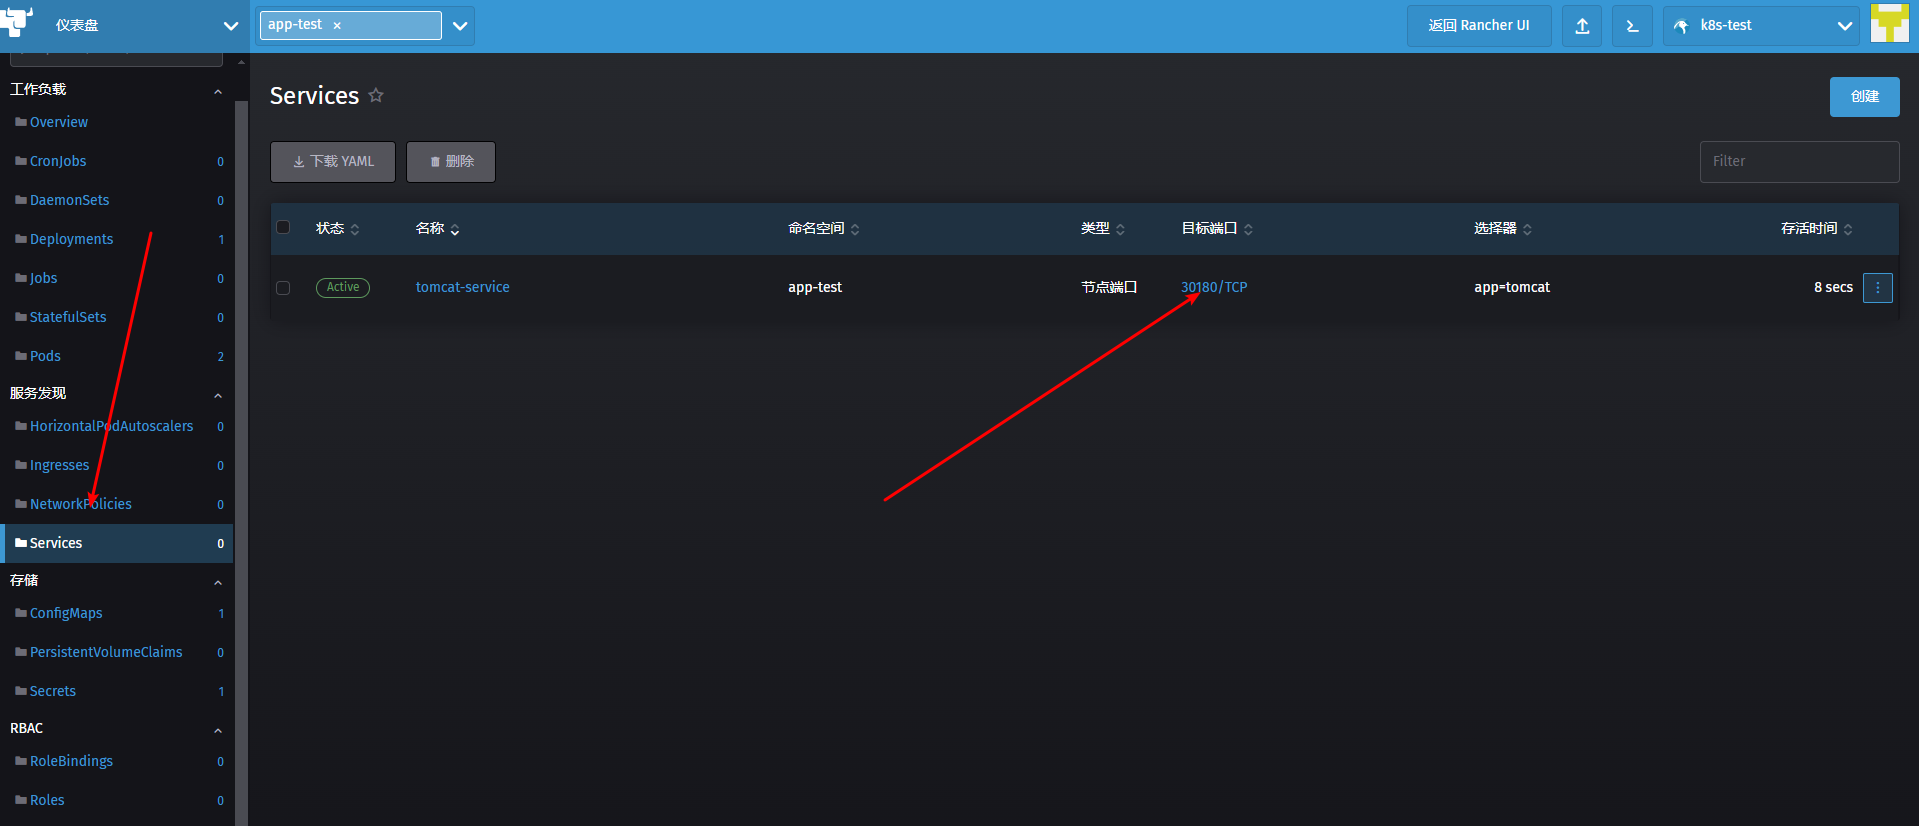 仪表盘
app-test ×
返回 Rancher UI
k8s-test
工作负载
Overview
CronJobs 0
DaemonSets 0
Deployments 1
Jobs 0
StatefulSets 0
Pods 2
服务发现
HorizontalPodAutoscalers 0
Ingresses 0
NetworkPolicies 0
Services 0
存储
ConfigMaps 1
PersistentVolumeClaims 0
Secrets 1
RBAC
RoleBindings 0
Roles 0
Services
创建
下载 YAML 删除
Filter
状态 名称 命名空间 类型 目标端口 选择器 存活时间
Active tomcat-service app-test 节点端口 30180/TCP app=tomcat 8 secs